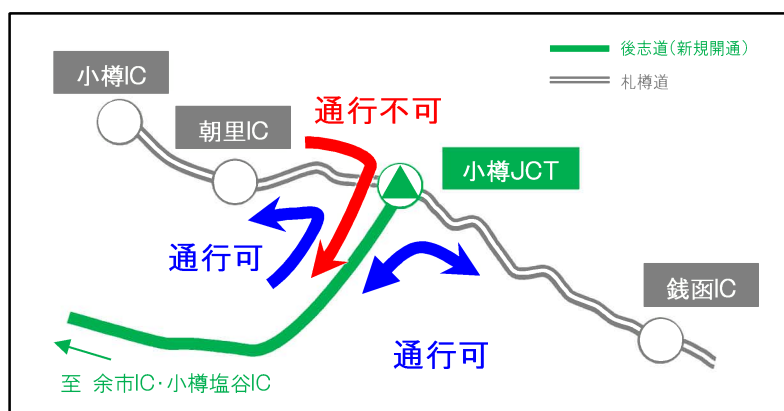 後志道(新規開通)
札樽道
小樽IC
朝里IC
通行不可
小樽JCT
通行可
銭函IC
通行可
至 余市IC・小樽塩谷IC